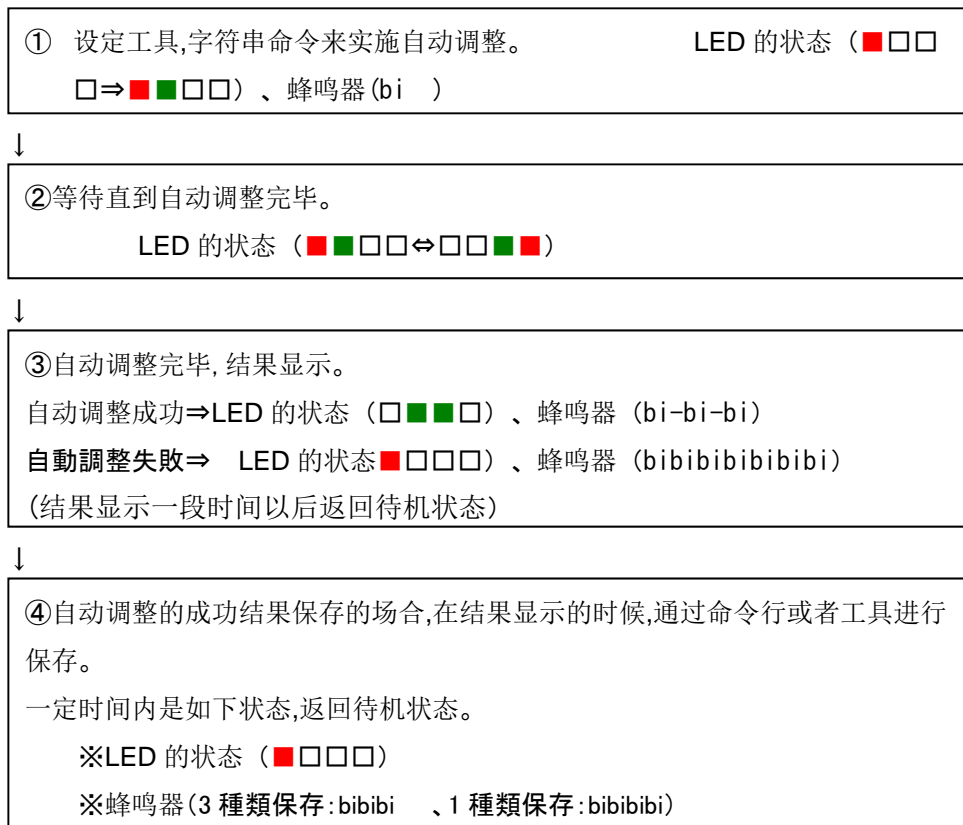 ① 设定工具,字符串命令来实施自动调整。 LED 的状态（■□□
□⇒■■□□）、蜂鸣器(bi )
↓
②等待直到自动调整完毕。
LED 的状态（■■□□⇔□□■■）
↓
③自动调整完毕,结果显示。
自动调整成功⇒LED 的状态（□■■□）、蜂鸣器（bi-bi-bi）
自動調整失敗⇒ LED 的状态■□□□）、蜂鸣器（bibibibibibibi）
(结果显示一段时间以后返回待机状态)
↓
④自动调整的成功结果保存的场合,在结果显示的时候,通过命令行或者工具进行
保存。
一定时间内是如下状态,返回待机状态。
※LED 的状态（■□□□）
※蜂鸣器(3 種類保存:bibibi 、1 種類保存:bibibibi)